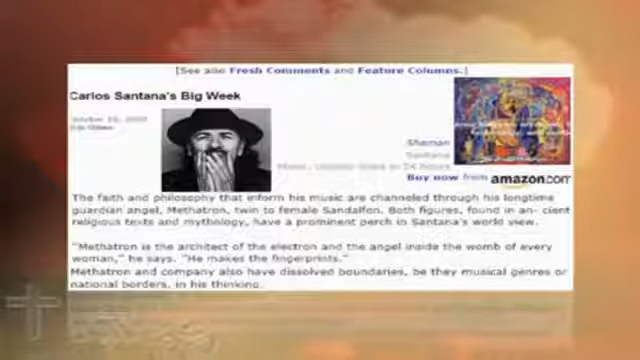 [See also Fresh Comments and Feature Columns.]
Carlos Santana's Big Week
Shaman
Santana
Buy now from amazon.com
The faith and philosophy that inform his music are channeled through his longtime
guardian angel, Methatron, twin to female Sandalfon. Both figures, found in an- cient
religious texts and mythology, have a prominent perch in Santana's world view.
"Methatron is the architect of the electron and the angel inside the womb of every
woman," he says. "He makes the fingerprints."
Methatron and company also have dissolved boundaries, be they musical genres or
national borders, in his thinking.